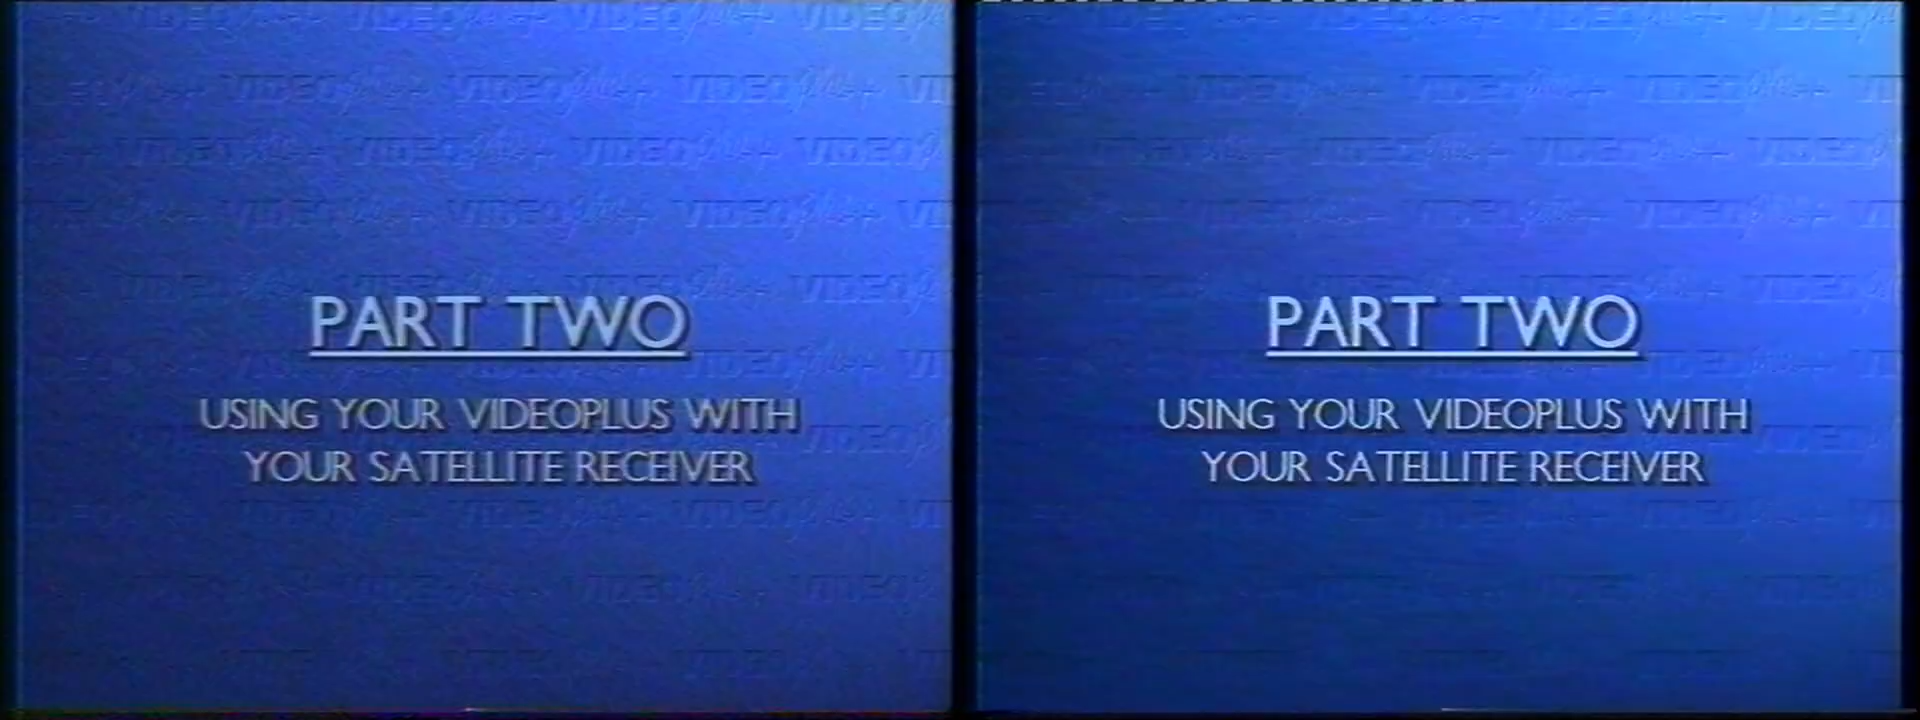 PART TWO
USING YOUR VIDEOPLUS WITH
YOUR SATELLITE RECEIVER
PART TWO
USING YOUR VIDEOPLUS WITH
YOUR SATELLITE RECEIVER